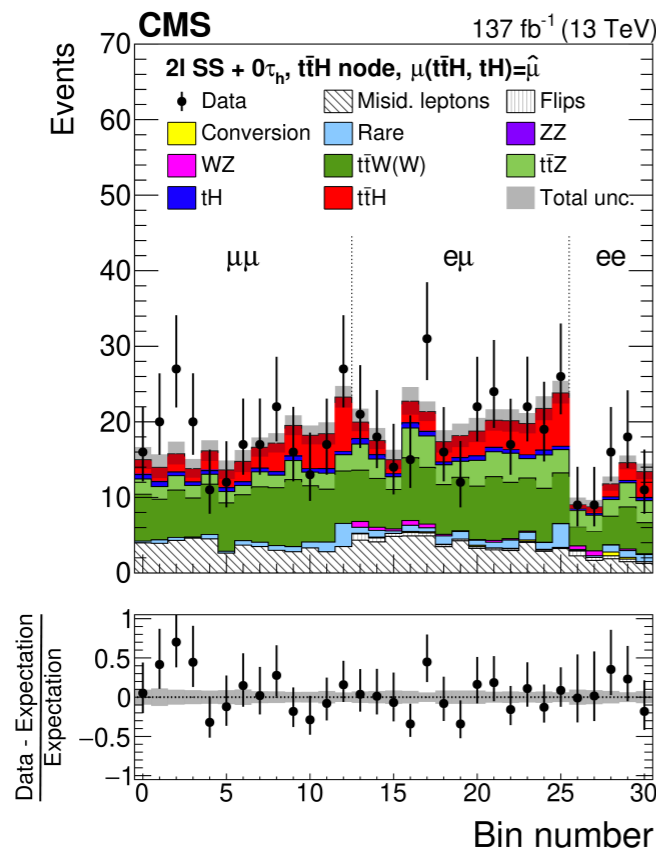 CMS 137 fb⁻¹ (13 TeV)
2l SS + 0τh, tt̄H node, μ(tt̄H, tH)=μ̂
Data Misid. leptons Flips
Conversion Rare ZZ
WZ tt̄W(W) tt̄Z
tH tt̄H Total unc.
μμ eμ ee
Events
70
60
50
40
30
20
10
0
Data - Expectation
Expectation
1
0.5
0
−0.5
−1
0 5 10 15 20 25 30
Bin number